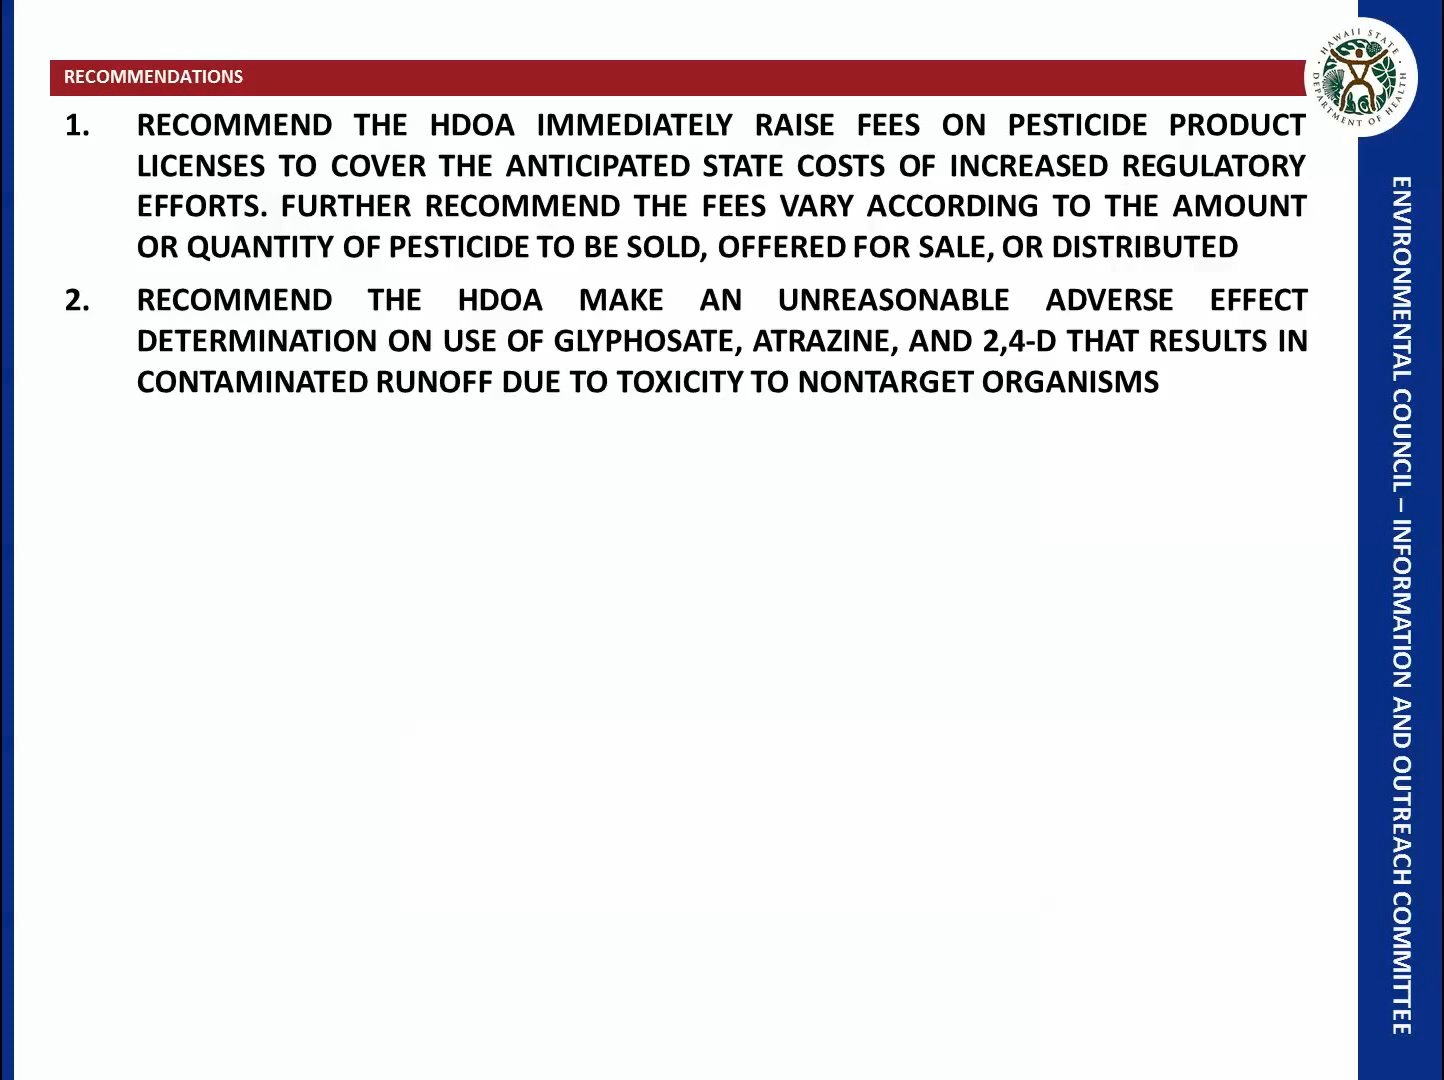 RECOMMENDATIONS
1. RECOMMEND THE HDOA IMMEDIATELY RAISE FEES ON PESTICIDE PRODUCT
LICENSES TO COVER THE ANTICIPATED STATE COSTS OF INCREASED REGULATORY
EFFORTS. FURTHER RECOMMEND THE FEES VARY ACCORDING TO THE AMOUNT
OR QUANTITY OF PESTICIDE TO BE SOLD, OFFERED FOR SALE, OR DISTRIBUTED
2. RECOMMEND THE HDOA MAKE AN UNREASONABLE ADVERSE EFFECT
DETERMINATION ON USE OF GLYPHOSATE, ATRAZINE, AND 2,4-D THAT RESULTS IN
CONTAMINATED RUNOFF DUE TO TOXICITY TO NONTARGET ORGANISMS
HAWAII STATE
DEPARTMENT OF HEALTH
ENVIRONMENTAL COUNCIL – INFORMATION AND OUTREACH COMMITTEE